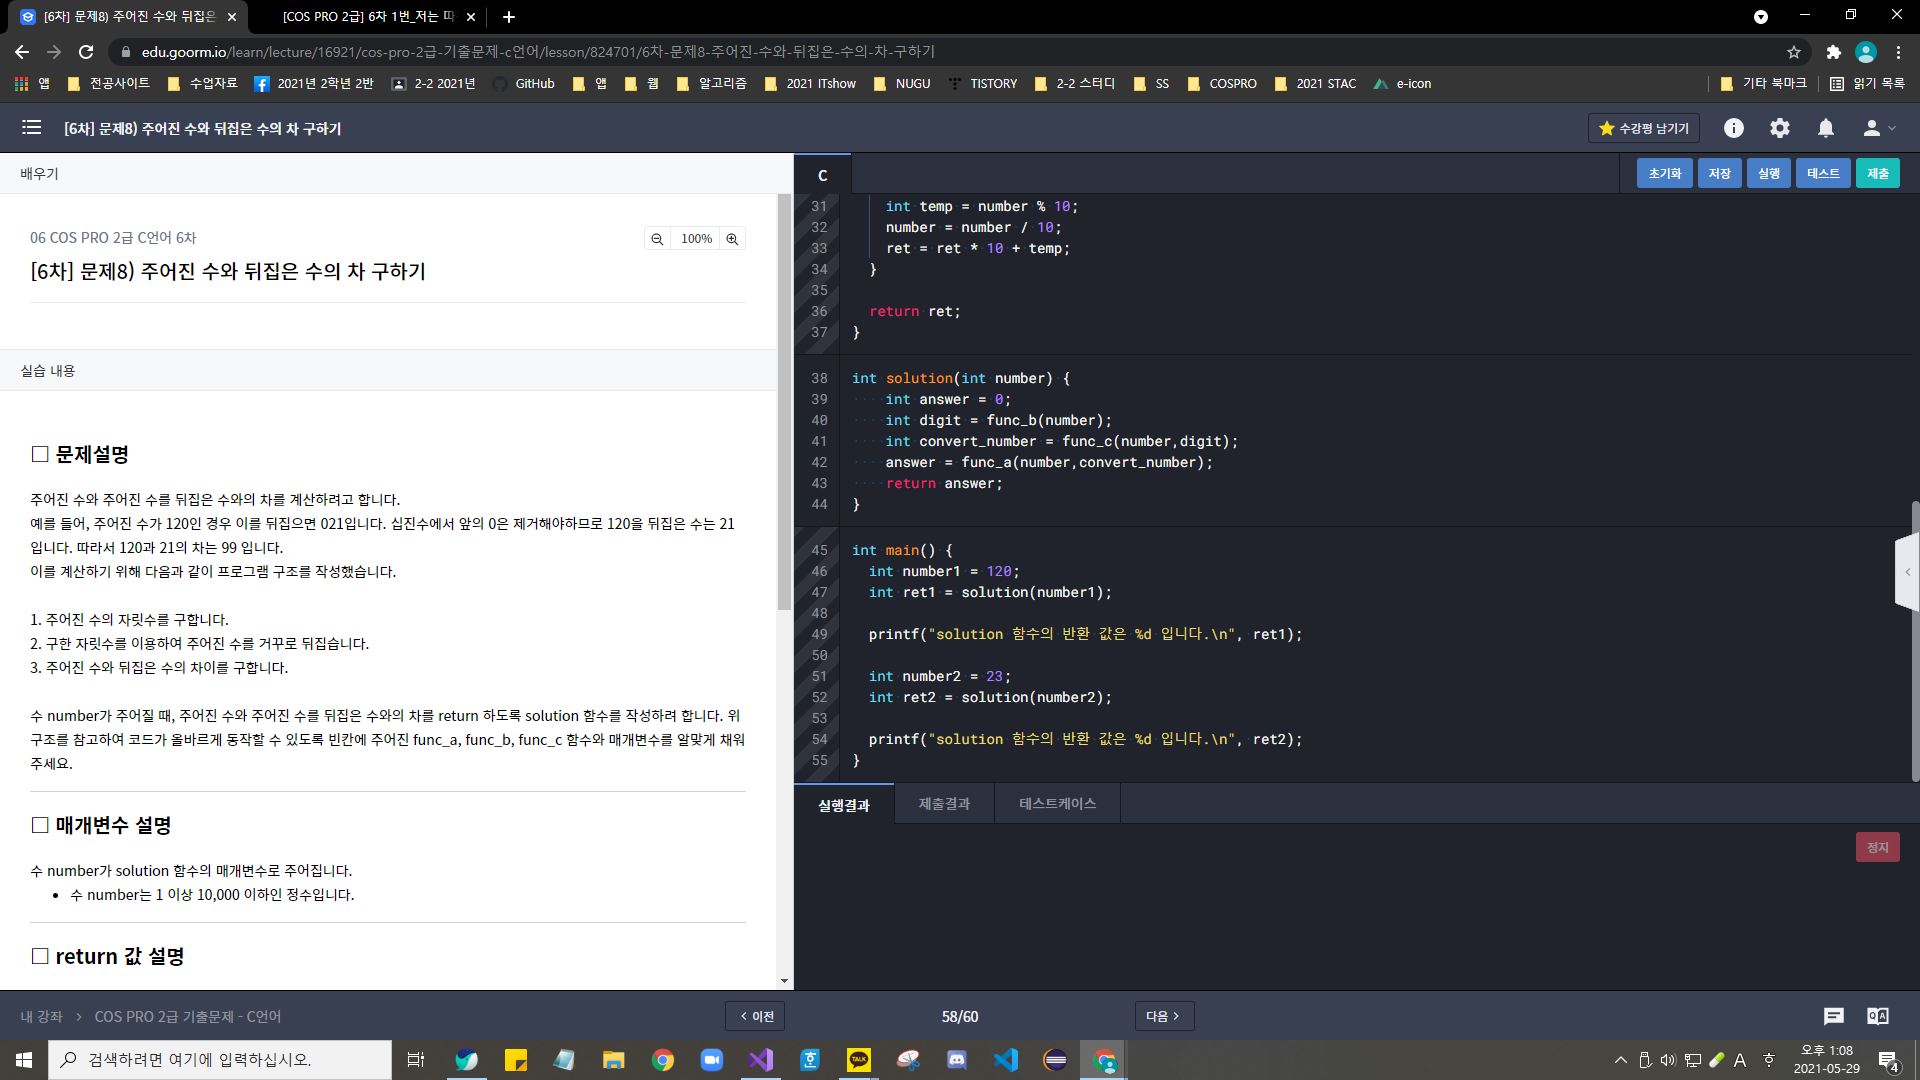 [6차] 문제8) 주어진 수와 뒤집은
[COS PRO 2급] 6차 1번_저는 따
edu.goorm.io/learn/lecture/16921/cos-pro-2급-기출문제-c언어/lesson/824701/6차-문제8-주어진-수와-뒤집은-수의-차-구하기
앱 전공사이트 수업자료 2021년 2학년 2반 2-2 2021년 GitHub 앱 웹 알고리즘 2021 ITshow NUGU TISTORY 2-2 스터디 SS COSPRO 2021 STAC e-icon 기타 북마크 읽기 목록
[6차] 문제8) 주어진 수와 뒤집은 수의 차 구하기
수강평 남기기
배우기
06 COS PRO 2급 C언어 6차
100%
[6차] 문제8) 주어진 수와 뒤집은 수의 차 구하기
실습 내용
□ 문제설명
주어진 수와 주어진 수를 뒤집은 수와의 차를 계산하려고 합니다.
예를 들어, 주어진 수가 120인 경우 이를 뒤집으면 021입니다. 십진수에서 앞의 0은 제거해야하므로 120을 뒤집은 수는 21
입니다. 따라서 120과 21의 차는 99 입니다.
이를 계산하기 위해 다음과 같이 프로그램 구조를 작성했습니다.
1. 주어진 수의 자릿수를 구합니다.
2. 구한 자릿수를 이용하여 주어진 수를 거꾸로 뒤집습니다.
3. 주어진 수와 뒤집은 수의 차이를 구합니다.
수 number가 주어질 때, 주어진 수와 주어진 수를 뒤집은 수와의 차를 return 하도록 solution 함수를 작성하려 합니다. 위
구조를 참고하여 코드가 올바르게 동작할 수 있도록 빈칸에 주어진 func_a, func_b, func_c 함수와 매개변수를 알맞게 채워
주세요.
□ 매개변수 설명
수 number가 solution 함수의 매개변수로 주어집니다.
• 수 number는 1 이상 10,000 이하인 정수입니다.
□ return 값 설명
C
초기화 저장 실행 테스트 제출
31 int temp = number % 10;
32 number = number / 10;
33 ret = ret * 10 + temp;
34 }
35
36 return ret;
37 }
38 int solution(int number) {
39 int answer = 0;
40 int digit = func_b(number);
41 int convert_number = func_c(number,digit);
42 answer = func_a(number,convert_number);
43 return answer;
44 }
45 int main() {
46 int number1 = 120;
47 int ret1 = solution(number1);
48
49 printf("solution 함수의 반환 값은 %d 입니다.\n", ret1);
50
51 int number2 = 23;
52 int ret2 = solution(number2);
53
54 printf("solution 함수의 반환 값은 %d 입니다.\n", ret2);
55 }
실행결과 제출결과 테스트케이스
정지
내 강좌 > COS PRO 2급 기출문제 - C언어
< 이전
58/60
다음 >
검색하려면 여기에 입력하십시오.
TALK
A
오후 1:08
2021-05-29
4